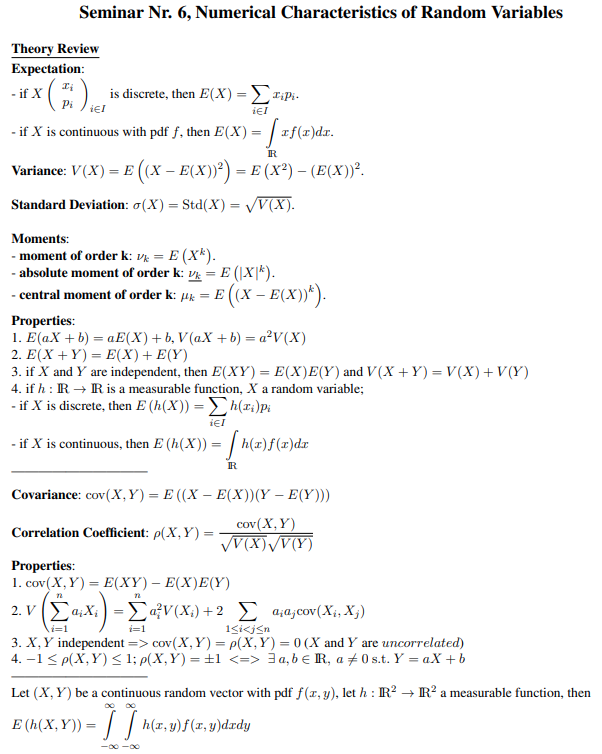 Seminar Nr. 6, Numerical Characteristics of Random Variables
Theory Review
Expectation:
- if X ( x_i p_i )_{i∈I} is discrete, then E(X) = ∑_{i∈I} x_i p_i.
- if X is continuous with pdf f, then E(X) = ∫_ℝ x f(x)dx.
Variance: V(X) = E((X − E(X))²) = E(X²) − (E(X))².
Standard Deviation: σ(X) = Std(X) = √V(X).
Moments:
- moment of order k: ν_k = E(X^k).
- absolute moment of order k: <u>ν_k</u> = E(|X|^k).
- central moment of order k: μ_k = E((X − E(X))^k).
Properties:
1. E(aX + b) = aE(X) + b, V(aX + b) = a²V(X)
2. E(X + Y) = E(X) + E(Y)
3. if X and Y are independent, then E(XY) = E(X)E(Y) and V(X + Y) = V(X) + V(Y)
4. if h : ℝ → ℝ is a measurable function, X a random variable;
- if X is discrete, then E(h(X)) = ∑_{i∈I} h(x_i)p_i
- if X is continuous, then E(h(X)) = ∫_ℝ h(x)f(x)dx
Covariance: cov(X, Y) = E((X − E(X))(Y − E(Y)))
Correlation Coefficient: ρ(X, Y) = cov(X, Y) / (√V(X)√V(Y))
Properties:
1. cov(X, Y) = E(XY) − E(X)E(Y)
2. V(∑_{i=1}^{n} a_i X_i) = ∑_{i=1}^{n} a_i² V(X_i) + 2 ∑_{1≤i<j≤n} a_i a_j cov(X_i, X_j)
3. X, Y independent => cov(X, Y) = ρ(X, Y) = 0 (X and Y are uncorrelated)
4. −1 ≤ ρ(X, Y) ≤ 1; ρ(X, Y) = ±1 <=> ∃ a, b ∈ ℝ, a ≠ 0 s.t. Y = aX + b
Let (X, Y) be a continuous random vector with pdf f(x, y), let h : ℝ² → ℝ² a measurable function, then
E(h(X, Y)) = ∫_{−∞}^{∞} ∫_{−∞}^{∞} h(x, y)f(x, y)dxdy